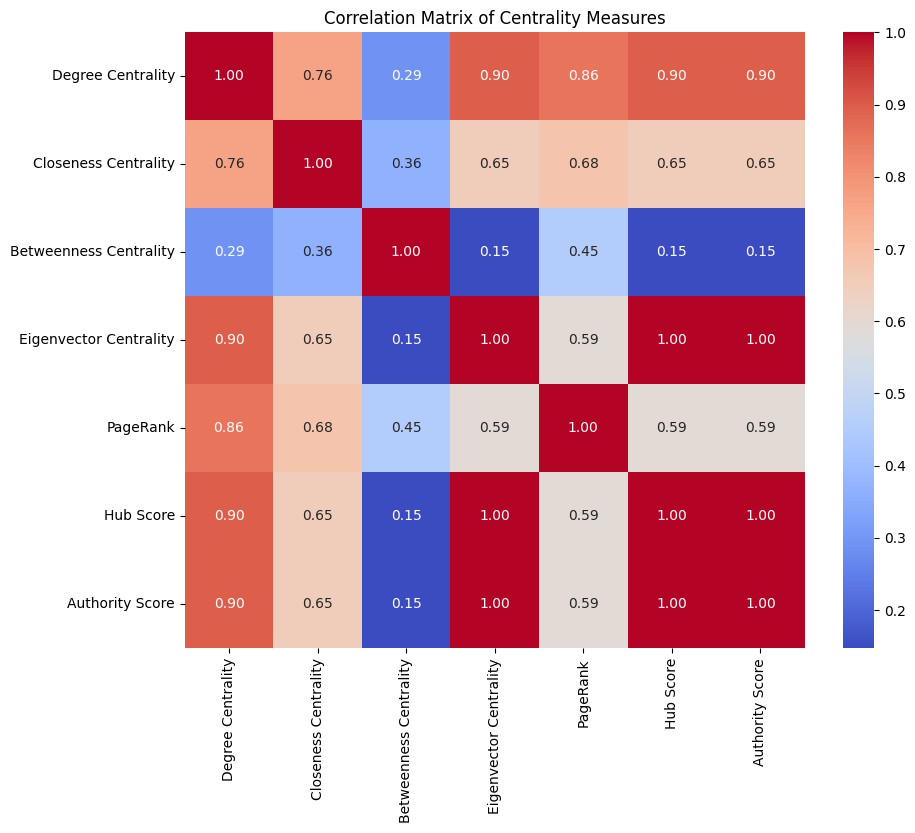 Correlation Matrix of Centrality Measures
Degree Centrality 1.00 0.76 0.29 0.90 0.86 0.90 0.90
Closeness Centrality 0.76 1.00 0.36 0.65 0.68 0.65 0.65
Betweenness Centrality 0.29 0.36 1.00 0.15 0.45 0.15 0.15
Eigenvector Centrality 0.90 0.65 0.15 1.00 0.59 1.00 1.00
PageRank 0.86 0.68 0.45 0.59 1.00 0.59 0.59
Hub Score 0.90 0.65 0.15 1.00 0.59 1.00 1.00
Authority Score 0.90 0.65 0.15 1.00 0.59 1.00 1.00
Degree Centrality
Closeness Centrality
Betweenness Centrality
Eigenvector Centrality
PageRank
Hub Score
Authority Score
1.0
0.9
0.8
0.7
0.6
0.5
0.4
0.3
0.2